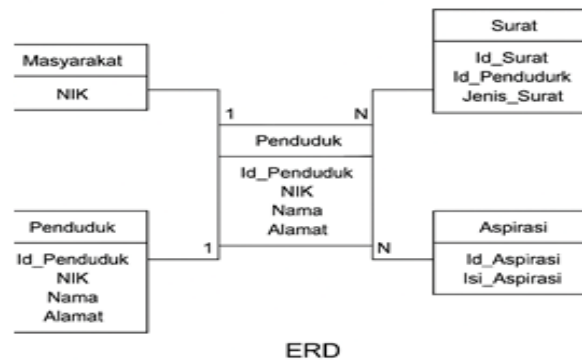 Masyarakat
NIK
Surat
Id_Surat
Id_Pendudurk
Jenis_Surat
1
N
Penduduk
Id_Penduduk
NIK
Nama
Alamat
1
N
Penduduk
Id_Penduduk
NIK
Nama
Alamat
Aspirasi
Id_Aspirasi
Isi_Aspirasi
ERD